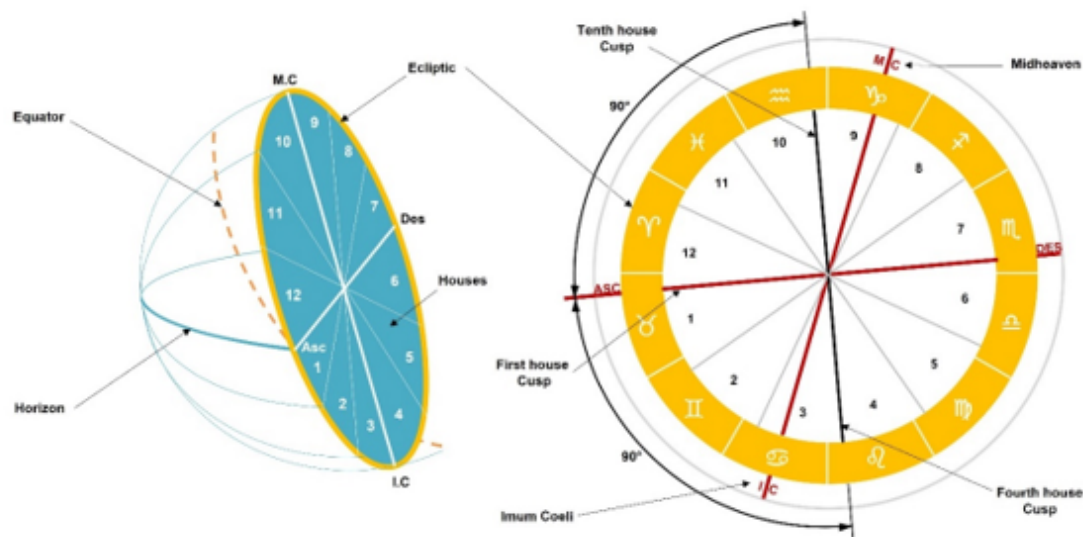 M.C
Ecliptic
Equator
9
10
8
11
7
Des
6
Houses
12
Asc
1
5
2
4
3
Horizon
I.C
Tenth house
Cusp
M C
Midheaven
90°
♒
♑
♓
♐
10
9
11
8
♈
12
7
♏
DES
ASC
♉
1
6
♎
First house
Cusp
2
5
3
4
♊
♍
♋
♌
90°
I C
Imum Coeli
Fourth house
Cusp